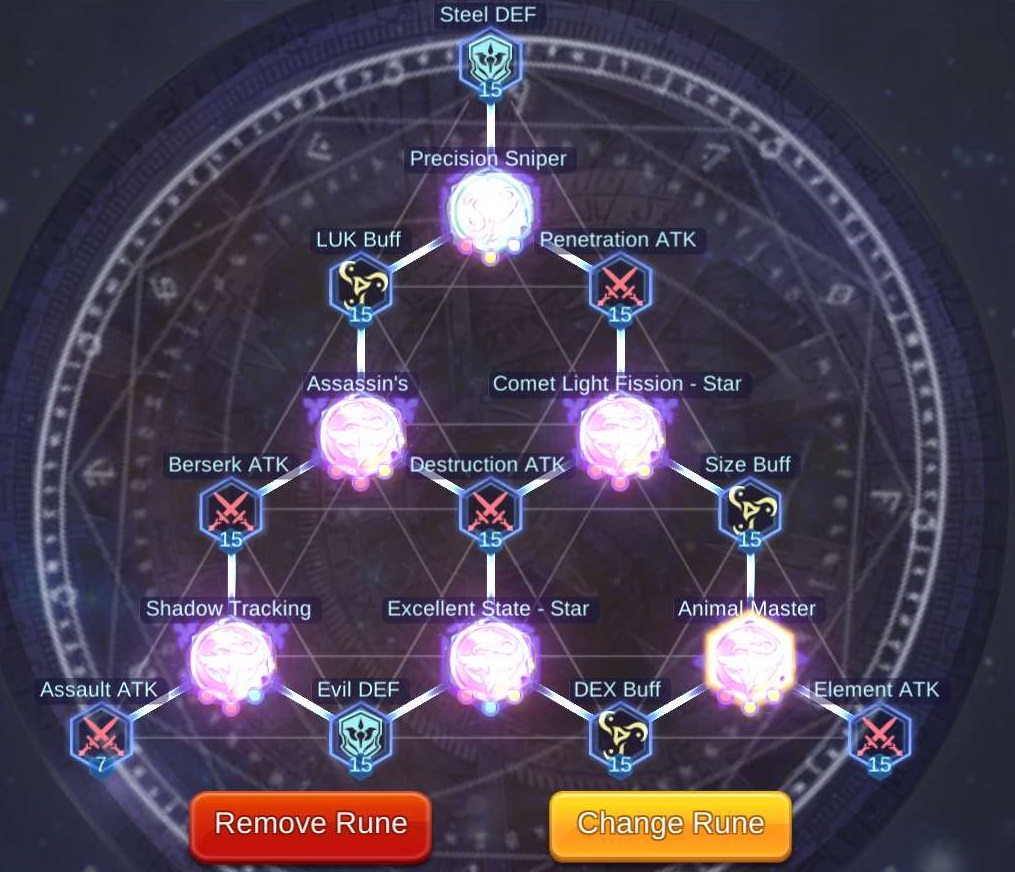 Steel DEF
15
Precision Sniper
LUK Buff
Penetration ATK
15
15
Assassin's
Comet Light Fission - Star
Berserk ATK
Destruction ATK
Size Buff
15
15
15
Shadow Tracking
Excellent State - Star
Animal Master
Assault ATK
Evil DEF
DEX Buff
Element ATK
7
15
15
15
Remove Rune
Change Rune